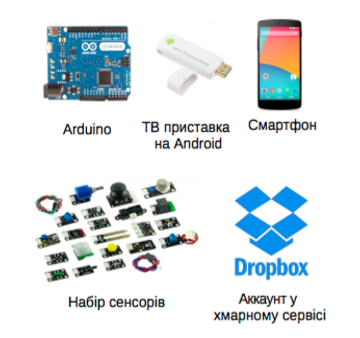 Arduino
ТВ приставка
на Android
Смартфон
Набір сенсорів
Dropbox
Аккаунт у
хмарному сервісі